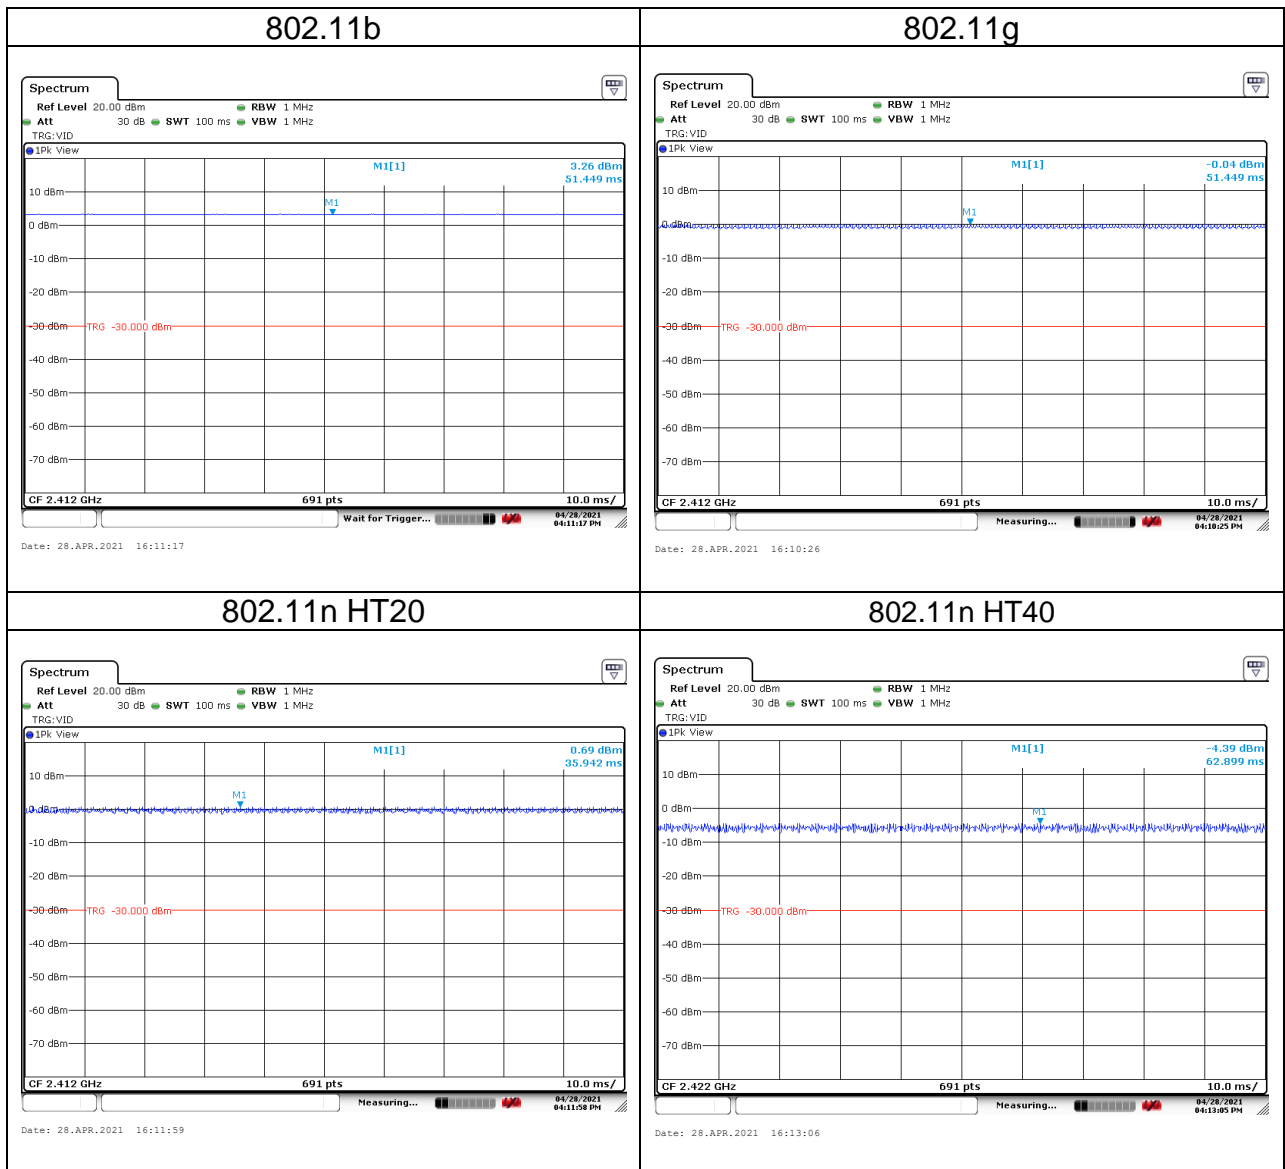 802.11b
802.11g
Spectrum
Ref Level 20.00 dBm RBW 1 MHz
Att 30 dB SWT 100 ms VBW 1 MHz
TRG:VID
1Pk View
M1[1] 3.26 dBm
51.449 ms
10 dBm
M1
0 dBm
-10 dBm
-20 dBm
-30 dBm TRG -30.000 dBm
-40 dBm
-50 dBm
-60 dBm
-70 dBm
CF 2.412 GHz 691 pts 10.0 ms/
Wait for Trigger... 04/28/2021
04:11:17 PM
Date: 28.APR.2021 16:11:17
Spectrum
Ref Level 20.00 dBm RBW 1 MHz
Att 30 dB SWT 100 ms VBW 1 MHz
TRG:VID
1Pk View
M1[1] -0.04 dBm
51.449 ms
10 dBm
M1
0 dBm
-10 dBm
-20 dBm
-30 dBm TRG -30.000 dBm
-40 dBm
-50 dBm
-60 dBm
-70 dBm
CF 2.412 GHz 691 pts 10.0 ms/
Measuring... 04/28/2021
04:10:25 PM
Date: 28.APR.2021 16:10:26
802.11n HT20
802.11n HT40
Spectrum
Ref Level 20.00 dBm RBW 1 MHz
Att 30 dB SWT 100 ms VBW 1 MHz
TRG:VID
1Pk View
M1[1] 0.69 dBm
35.942 ms
10 dBm
M1
0 dBm
-10 dBm
-20 dBm
-30 dBm TRG -30.000 dBm
-40 dBm
-50 dBm
-60 dBm
-70 dBm
CF 2.412 GHz 691 pts 10.0 ms/
Measuring... 04/28/2021
04:11:58 PM
Date: 28.APR.2021 16:11:59
Spectrum
Ref Level 20.00 dBm RBW 1 MHz
Att 30 dB SWT 100 ms VBW 1 MHz
TRG:VID
1Pk View
M1[1] -4.39 dBm
62.899 ms
10 dBm
0 dBm
M1
-10 dBm
-20 dBm
-30 dBm TRG -30.000 dBm
-40 dBm
-50 dBm
-60 dBm
-70 dBm
CF 2.422 GHz 691 pts 10.0 ms/
Measuring... 04/28/2021
04:13:05 PM
Date: 28.APR.2021 16:13:06